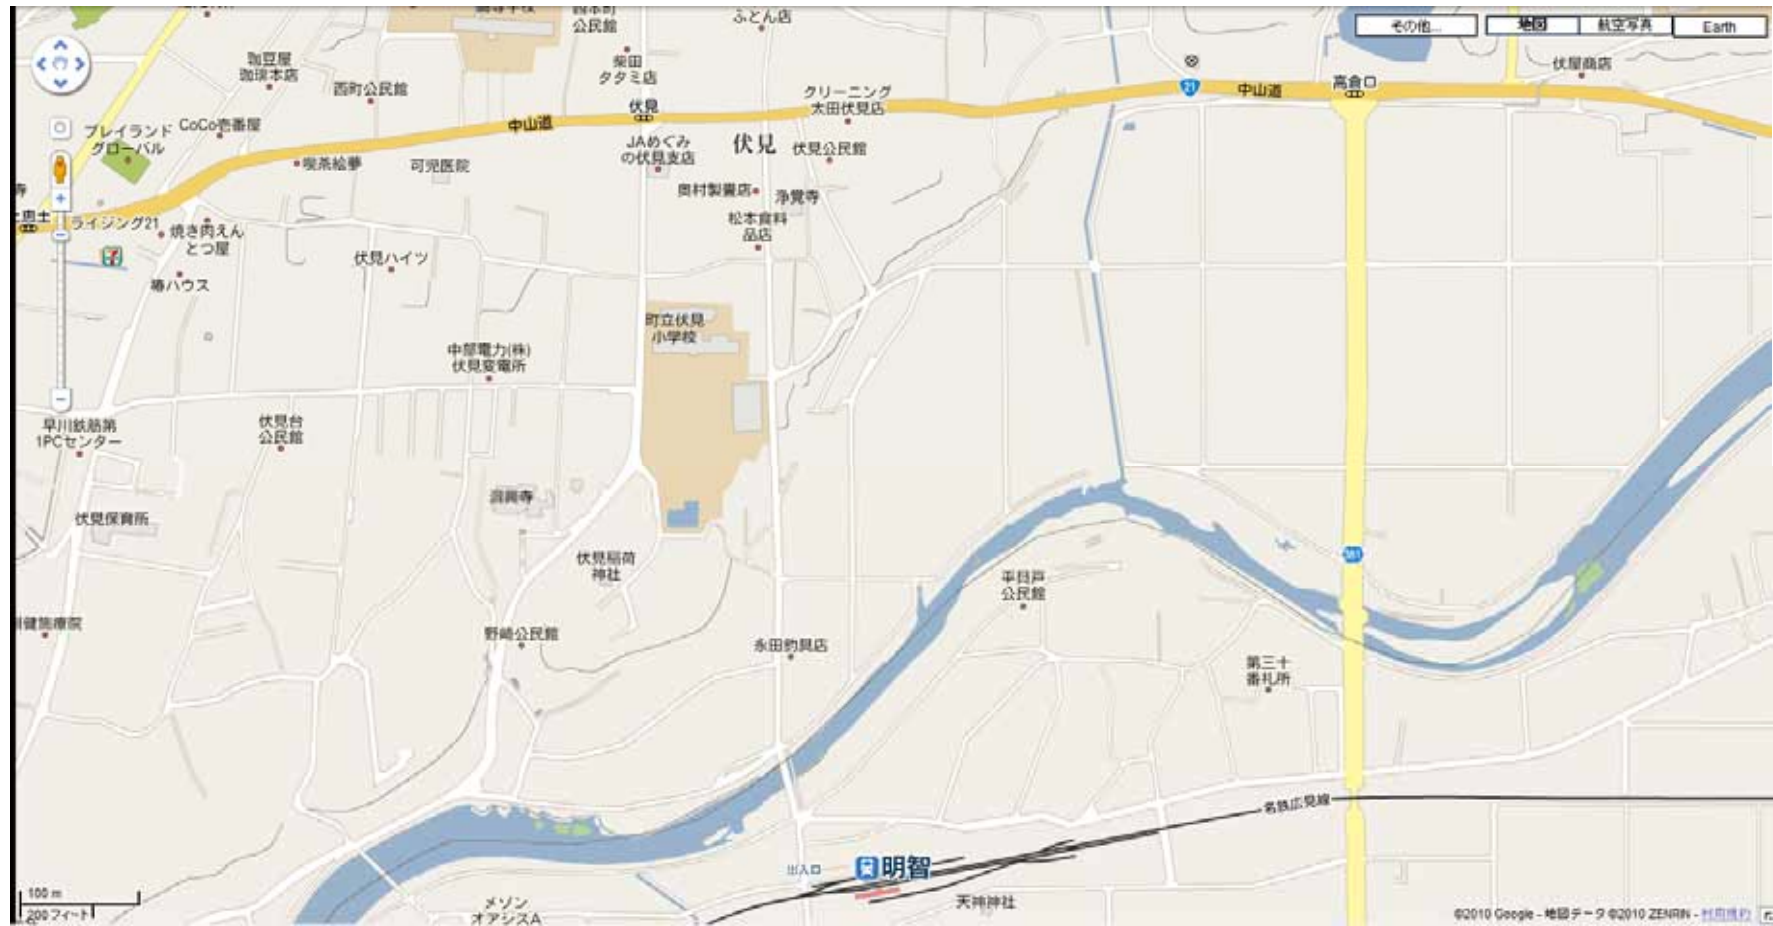 公民館
ふとん店
その他...
地図
航空写真
Earth
珈豆屋
珈琲本店
西町公民館
柴田
タタミ店
伏見
クリーニング
太田伏見店
21
中山道
高倉口
伏屋商店
プレイランド
グローバル
CoCo壱番屋
中山道
喫茶絵夢
可児医院
JAめぐみ
の伏見支店
伏見
伏見公民館
奥村製畳店
浄覚寺
松本食料
品店
ライジング21
焼き肉えん
とつ屋
椿ハウス
伏見ハイツ
町立伏見
小学校
中部電力(株)
伏見変電所
早川鉄筋第
1PCセンター
伏見台
公民館
洞興寺
伏見保育所
伏見稲荷
神社
野崎公民館
永田釣具店
平貝戸
公民館
第三十
番札所
名鉄広見線
出入口
明智
天神神社
メゾン
オアシスA
100 m
200 フィート
©2010 Google - 地図データ ©2010 ZENRIN - 利用規約